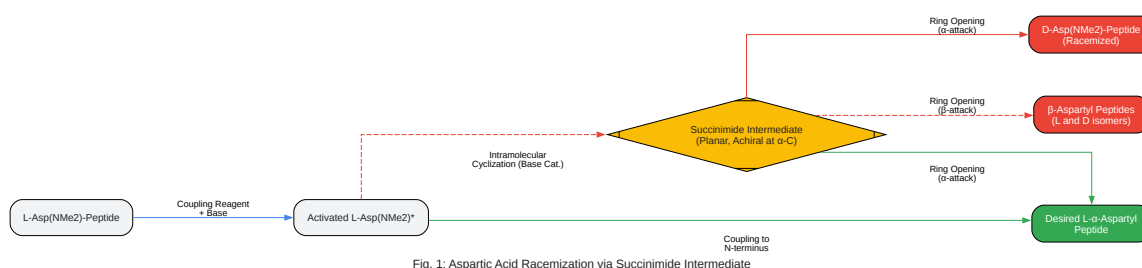 Ring Opening
(α-attack)
D-Asp(NMe2)-Peptide
(Racemized)
Ring Opening
(β-attack)
β-Aspartyl Peptides
(L and D isomers)
Succinimide Intermediate
(Planar, Achiral at α-C)
Intramolecular
Cyclization (Base Cat.)
Ring Opening
(α-attack)
L-Asp(NMe2)-Peptide
Coupling Reagent
+ Base
Activated L-Asp(NMe2)*
Desired L-α-Aspartyl
Peptide
Coupling to
N-terminus
Fig. 1: Aspartic Acid Racemization via Succinimide Intermediate